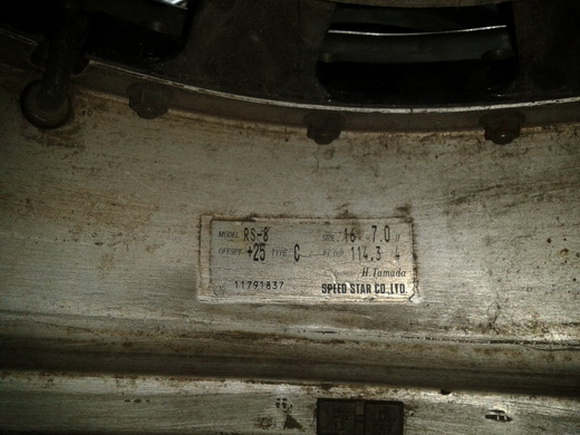 MODEL RS-8 SIZE 16 7.0
OFFSET +25 TYPE C 114.3 4
H. Tamada
11791837 SPEED STAR CO., LTD.